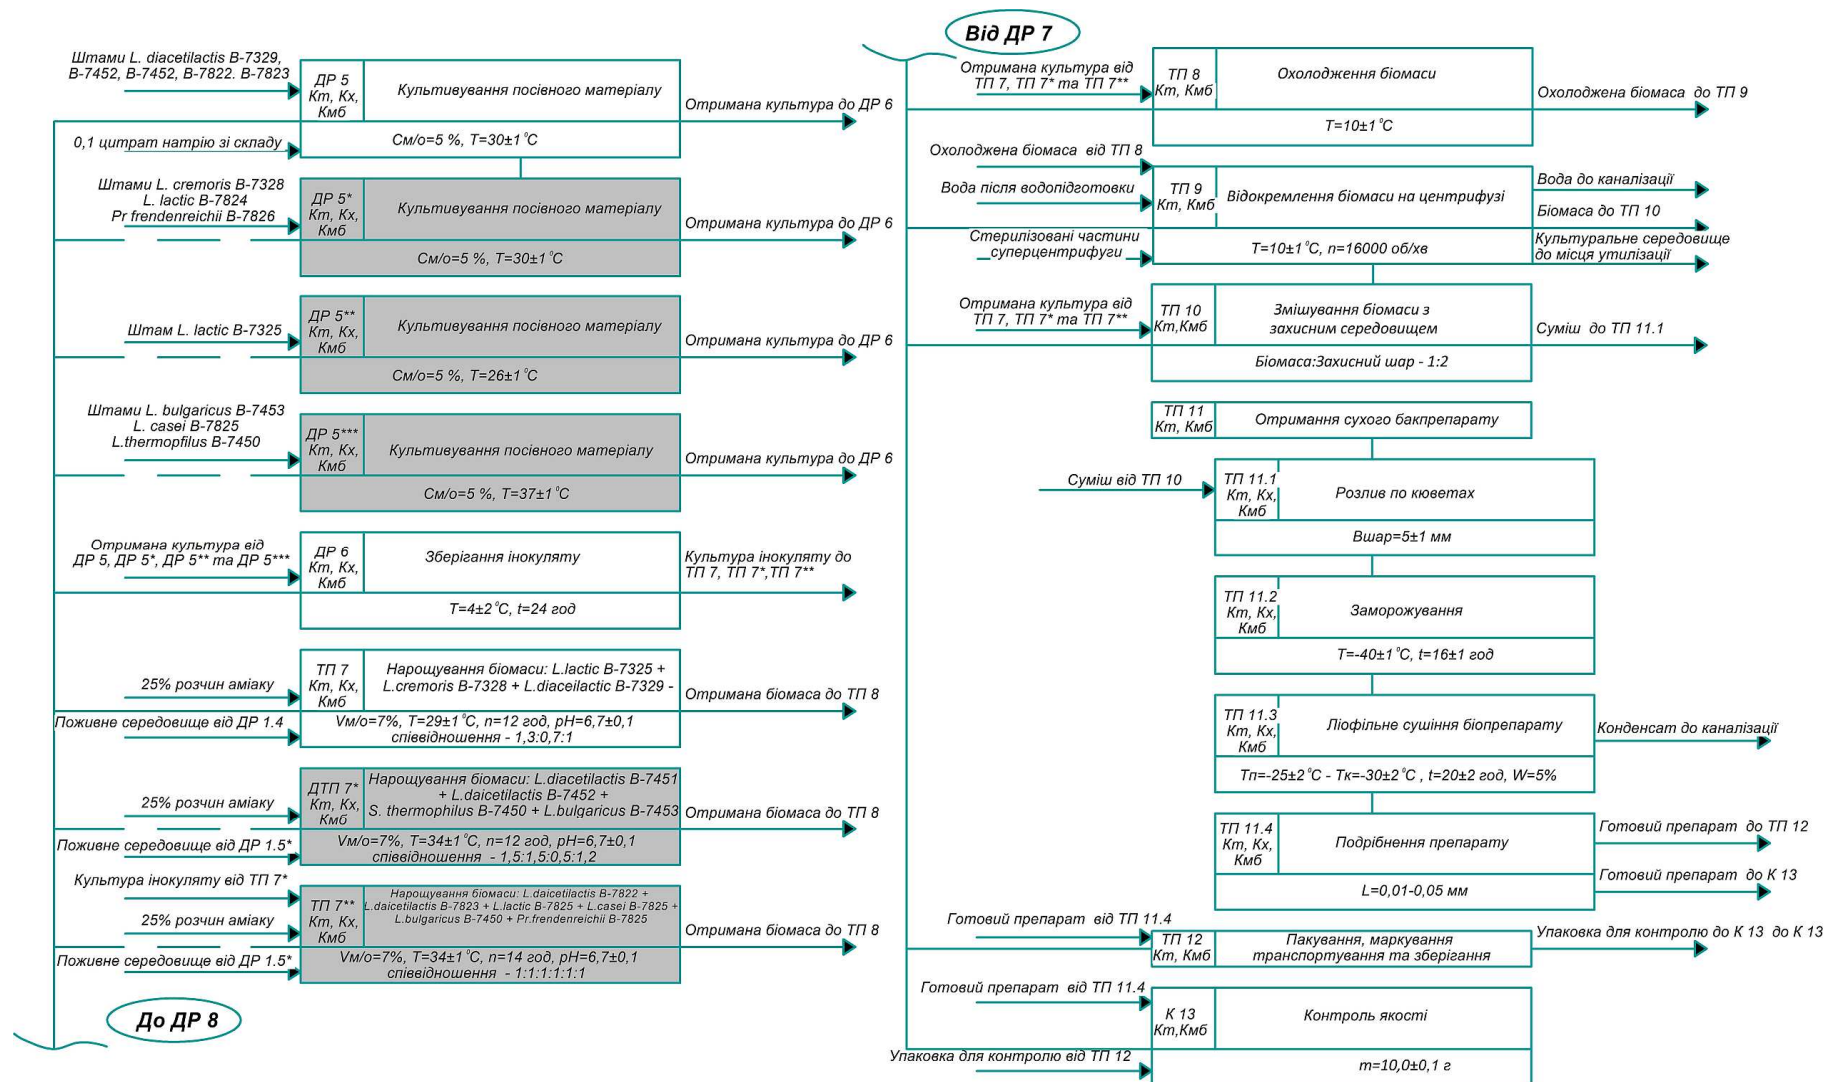 Штами L. diacetilactis В-7329,
В-7452, В-7452, В-7822. В-7823
ДР 5
Кт, Кх,
Кмб
Культивування посівного матеріалу
Отримана культура до ДР 6
0,1 цитрат натрію зі складу
См/о=5 %, Т=30±1 °С
Штами L. cremoris В-7328
L. lactic В-7824
Pr frendenreichii В-7826
ДР 5*
Кт, Кх,
Кмб
Культивування посівного матеріалу
Отримана культура до ДР 6
См/о=5 %, Т=30±1 °С
Штам L. lactic В-7325
ДР 5**
Кт, Кх,
Кмб
Культивування посівного матеріалу
Отримана культура до ДР 6
См/о=5 %, Т=26±1 °С
Штами L. bulgaricus В-7453
L. casei В-7825
L.thermopfilus В-7450
ДР 5***
Кт, Кх,
Кмб
Культивування посівного матеріалу
Отримана культура до ДР 6
См/о=5 %, Т=37±1 °С
Отримана культура від
ДР 5, ДР 5*, ДР 5** та ДР 5***
ДР 6
Кт, Кх,
Кмб
Зберігання інокуляту
Культура інокуляту до
ТП 7, ТП 7*,ТП 7**
Т=4±2 °С, t=24 год
25% розчин аміаку
ТП 7
Кт, Кх,
Кмб
Нарощування біомаси: L.lactic В-7325 +
L.cremoris В-7328 + L.diaceilactic В-7329 -
Отримана біомаса до ТП 8
Поживне середовище від ДР 1.4
Vм/о=7%, Т=29±1 °С, n=12 год, рН=6,7±0,1
співвідношення - 1,3:0,7:1
25% розчин аміаку
ДТП 7*
Кт, Кх,
Кмб
Нарощування біомаси: L.diacetilactis В-7451
+ L.daicetilactis В-7452 +
S. thermophilus В-7450 + L.bulgaricus В-7453
Отримана біомаса до ТП 8
Поживне середовище від ДР 1.5*
Vм/о=7%, Т=34±1 °С, n=12 год, рН=6,7±0,1
співвідношення - 1,5:1,5:0,5:1,2
Культура інокуляту від ТП 7*
25% розчин аміаку
ТП 7**
Кт, Кх,
Кмб
Нарощування біомаси: L.daicetilactis В-7822 +
L.daicetilactis В-7823 + L.lactic В-7825 + L.casei В-7825 +
L.bulgaricus В-7450 + Pr.frendenreichii В-7825
Отримана біомаса до ТП 8
Поживне середовище від ДР 1.5*
Vм/о=7%, Т=34±1 °С, n=14 год, рН=6,7±0,1
співвідношення - 1:1:1:1:1:1
До ДР 8
Від ДР 7
Отримана культура від
ТП 7, ТП 7* та ТП 7**
ТП 8
Кт, Кмб
Охолодження біомаси
Охолоджена біомаса до ТП 9
Т=10±1 °С
Охолоджена біомаса від ТП 8
Вода після водопідготовки
ТП 9
Кт, Кмб
Відокремлення біомаси на центрифузі
Вода до каналізації
Біомаса до ТП 10
Стерилізовані частини
суперцентрифуги
Т=10±1 °С, n=16000 об/хв
Культуральне середовище
до місця утилізації
Отримана культура від
ТП 7, ТП 7* та ТП 7**
ТП 10
Кт,Кмб
Змішування біомаси з
захисним середовищем
Суміш до ТП 11.1
Біомаса:Захисний шар - 1:2
ТП 11
Кт, Кмб
Отримання сухого бакпрепарату
Суміш від ТП 10
ТП 11.1
Кт, Кх,
Кмб
Розлив по кюветах
Вшар=5±1 мм
ТП 11.2
Кт, Кх,
Кмб
Заморожування
Т=-40±1 °С, t=16±1 год
ТП 11.3
Кт, Кх,
Кмб
Ліофільне сушіння біопрепарату
Конденсат до каналізації
Тп=-25±2 °С - Тк=-30±2 °С , t=20±2 год, W=5%
ТП 11.4
Кт, Кх,
Кмб
Подрібнення препарату
Готовий препарат до ТП 12
Готовий препарат до К 13
L=0,01-0,05 мм
Готовий препарат від ТП 11.4
ТП 12
Кт, Кмб
Пакування, маркування
транспортування та зберігання
Упаковка для контролю до К 13 до К 13
Готовий препарат від ТП 11.4
К 13
Кт,Кмб
Контроль якості
Упаковка для контролю від ТП 12
m=10,0±0,1 г